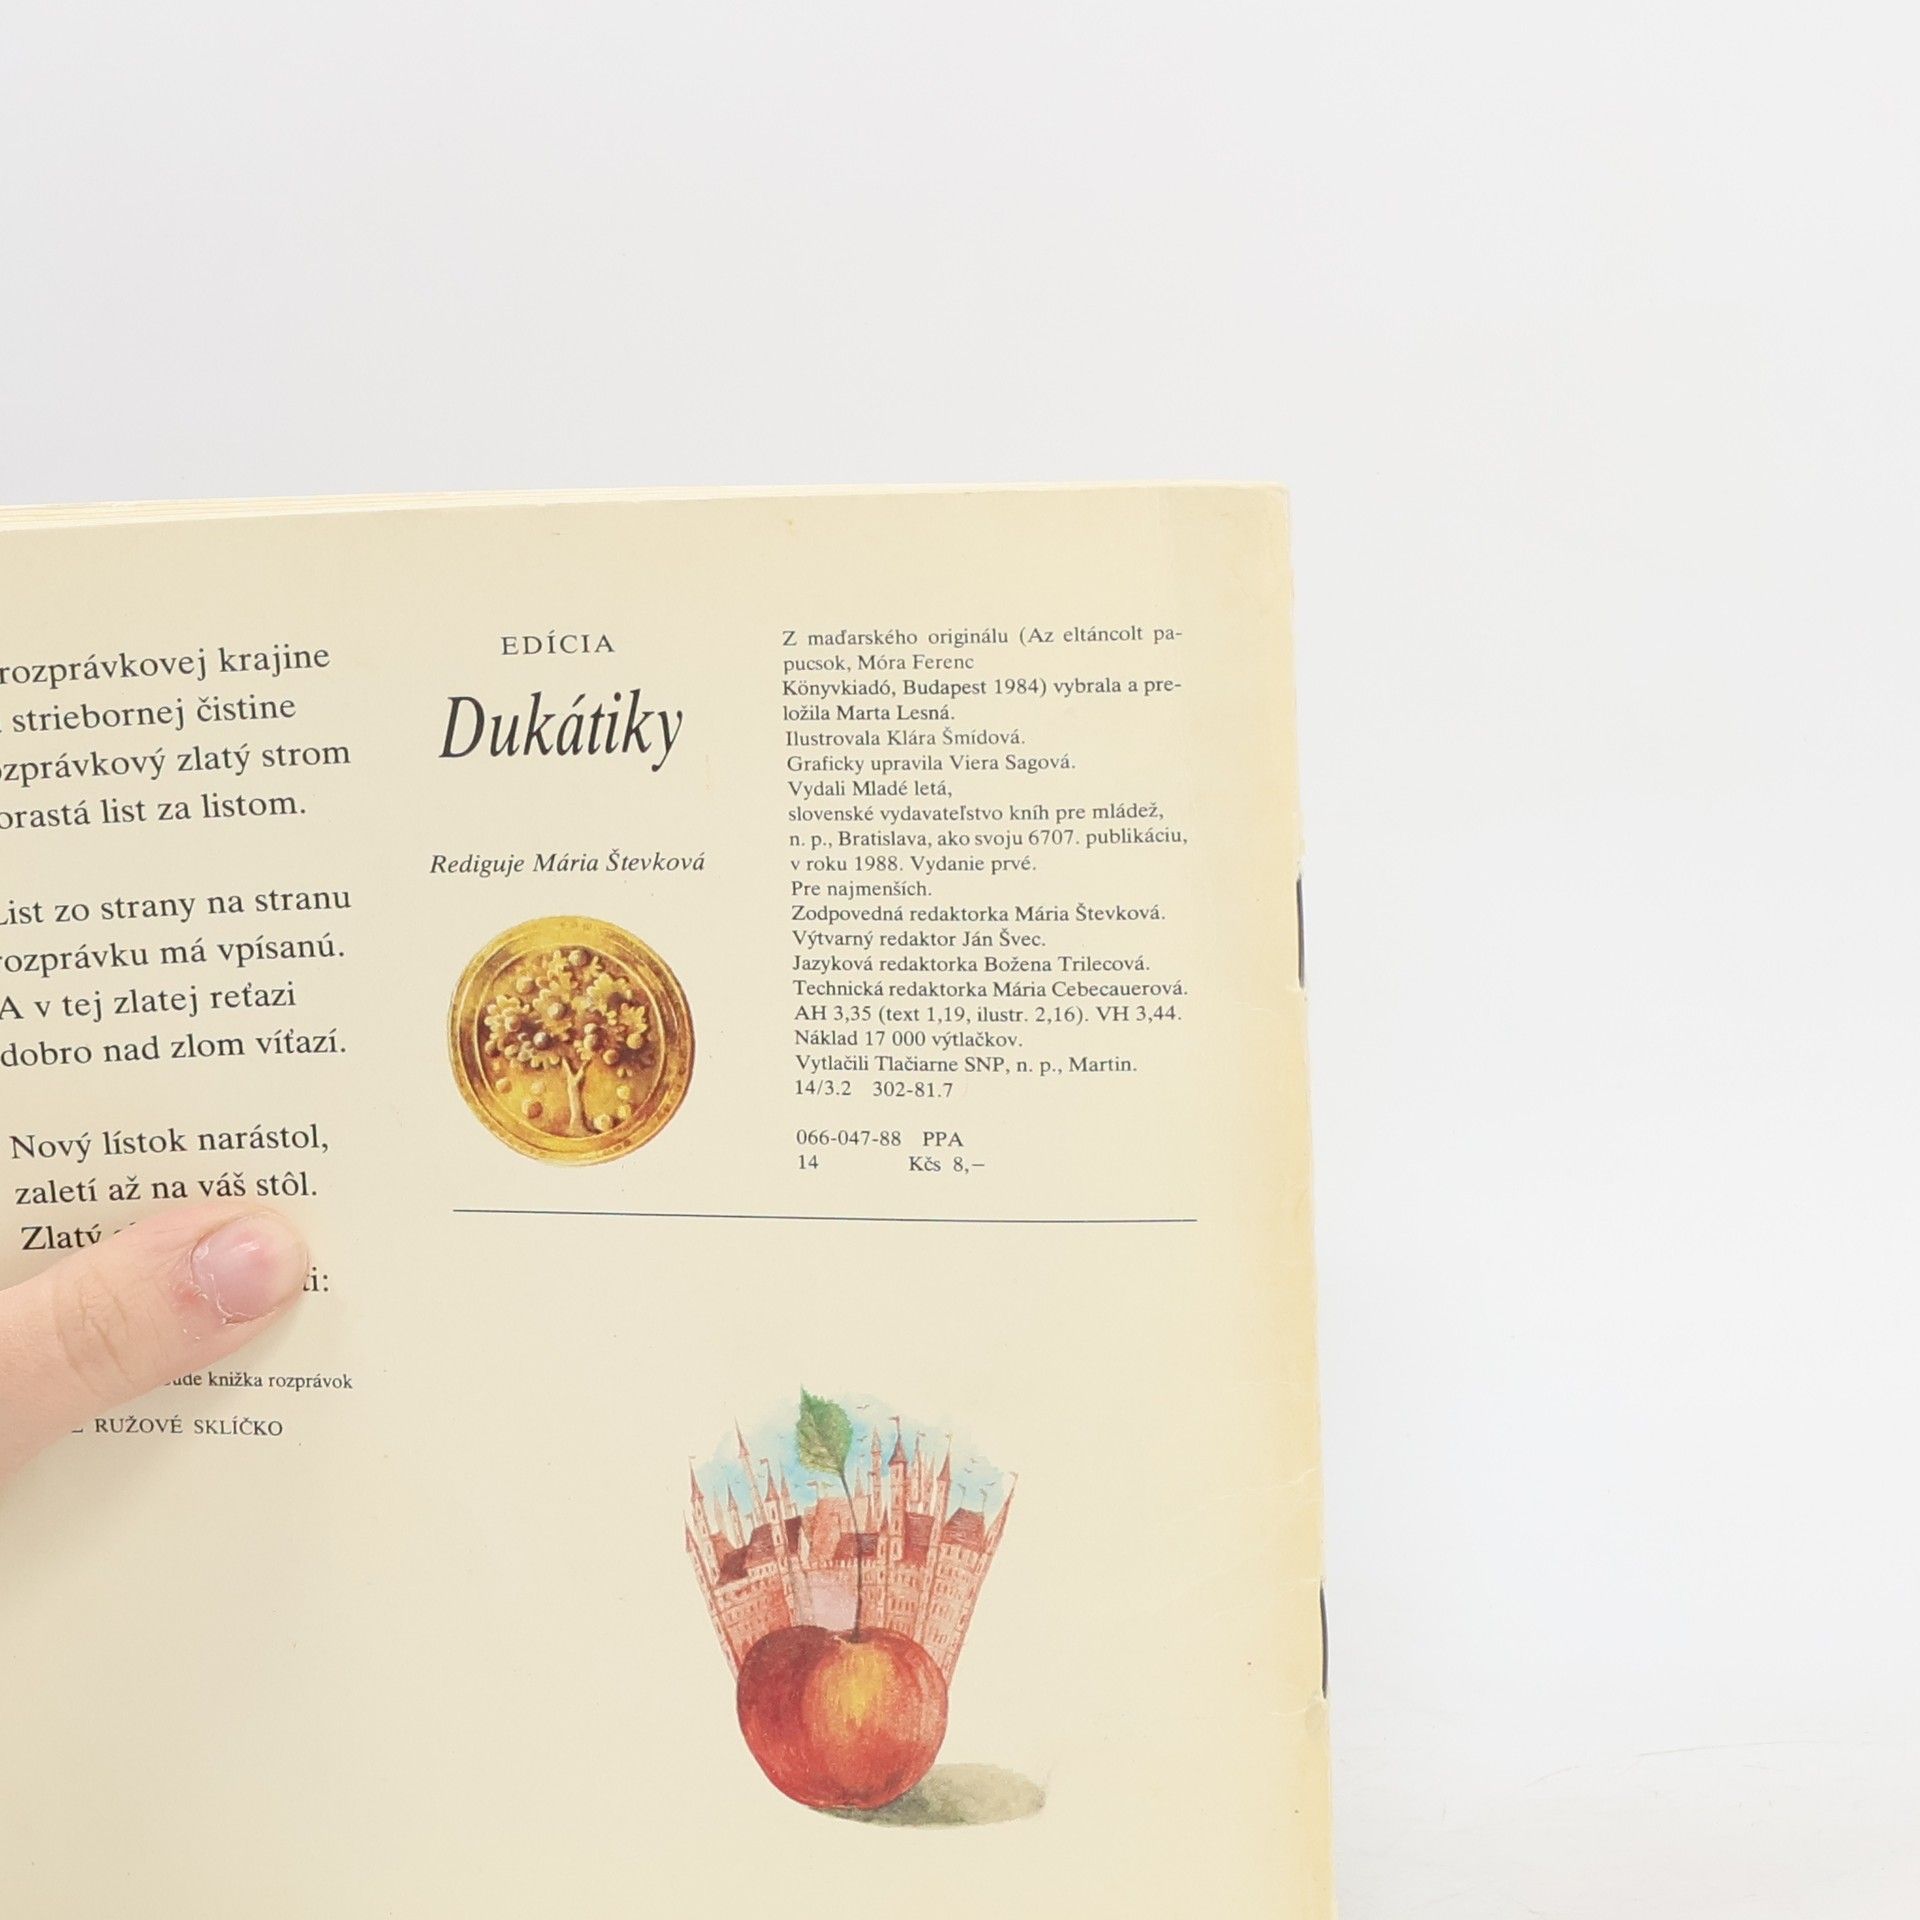 rozprávkovej krajine
striebornej čistine
ozprávkový zlatý strom
orastá list za listom.
List zo strany na stranu
rozprávku má vpísanú.
A v tej zlatej reťazi
dobro nad zlom víťazí.
Nový lístok narástol,
zaletí až na váš stôl.
Zlatý
ti:
bude knižka rozprávok
RUŽOVÉ SKLÍČKO
EDÍCIA
Dukátiky
Rediguje Mária Števková
Z maďarského originálu (Az eltáncolt pa-
pucsok, Móra Ferenc
Könyvkiadó, Budapest 1984) vybrala a pre-
ložila Marta Lesná.
Ilustrovala Klára Šmídová.
Graficky upravila Viera Sagová.
Vydali Mladé letá,
slovenské vydavateľstvo kníh pre mládež,
n. p., Bratislava, ako svoju 6707. publikáciu,
v roku 1988. Vydanie prvé.
Pre najmenších.
Zodpovedná redaktorka Mária Števková.
Výtvarný redaktor Ján Švec.
Jazyková redaktorka Božena Trilecová.
Technická redaktorka Mária Cebecauerová.
AH 3,35 (text 1,19, ilustr. 2,16). VH 3,44.
Náklad 17 000 výtlačkov.
Vytlačili Tlačiarne SNP, n. p., Martin.
14/3.2 302-81.7
066-047-88 PPA
14 Kčs 8,–